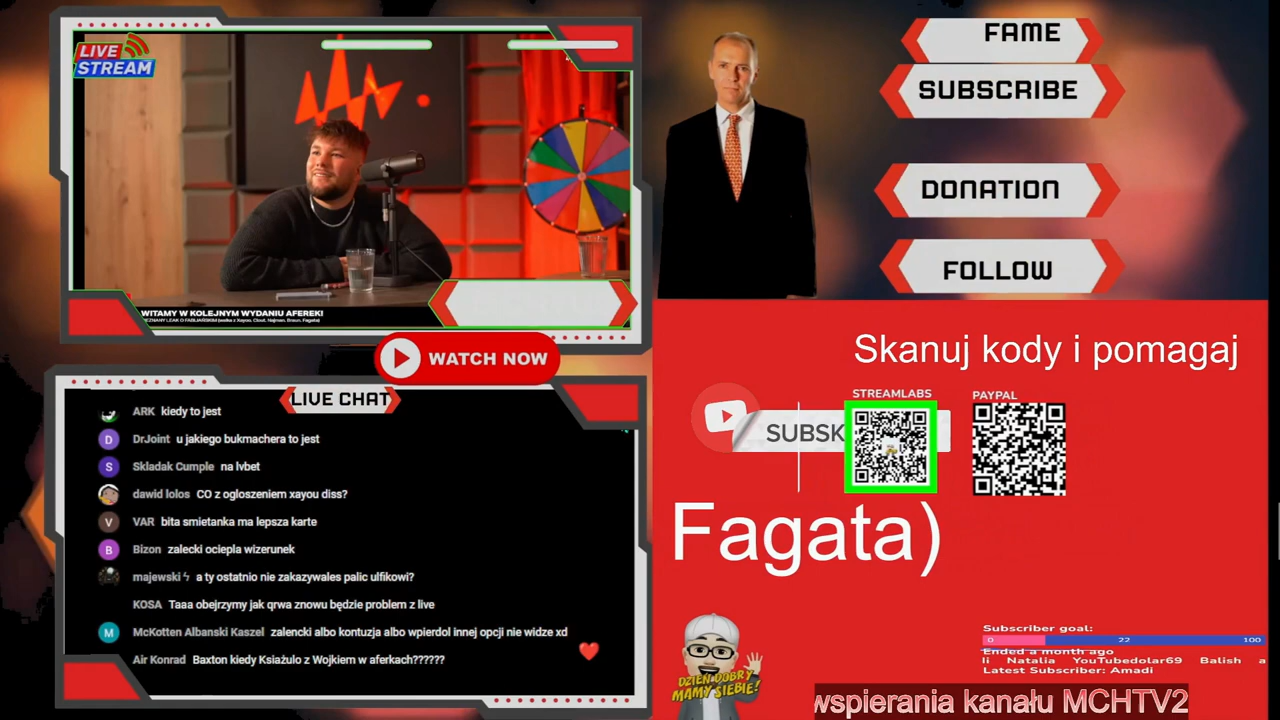 LIVE
STREAM
WITAMY W KOLEJNYM WYDANIU AFEREK!
WATCH NOW
LIVE CHAT
ARK kiedy to jest
D DrJoint u jakiego bukmachera to jest
S Skladak Cumple na lvbet
dawid lolos CO z ogloszeniem xayou diss?
V VAR bita smietanka ma lepsza karte
B Bizon zalecki ociepla wizerunek
majewski ϟ a ty ostatnio nie zakazywales palic ulfikowi?
KOSA Taaa obejrzymy jak qrwa znowu będzie problem z live
M McKotten Albanski Kaszel zalencki albo kontuzja albo wpierdol innej opcji nie widze xd
Air Konrad Baxton kiedy Ksiażulo z Wojkiem w aferkach??????
FAME
SUBSCRIBE
DONATION
FOLLOW
Skanuj kody i pomagaj
STREAMLABS
PAYPAL
SUBSK
Fagata)
DZIEŃ DOBRY
MAMY SIEBIE!
Subscriber goal:
0 22 100
Ended a month ago
li Natalia YouTubedolar69 Balish a
Latest Subscriber: Amadi
wspierania kanału MCHTV2